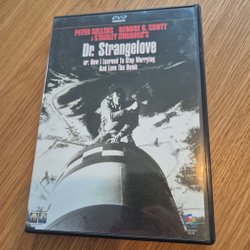 DVD
PETER SELLERS GEORGE C. SCOTT
i STANLEY KUBRICK'S
Dr. Strangelove
or: How I Learned To Stop Worrying
And Love The Bomb